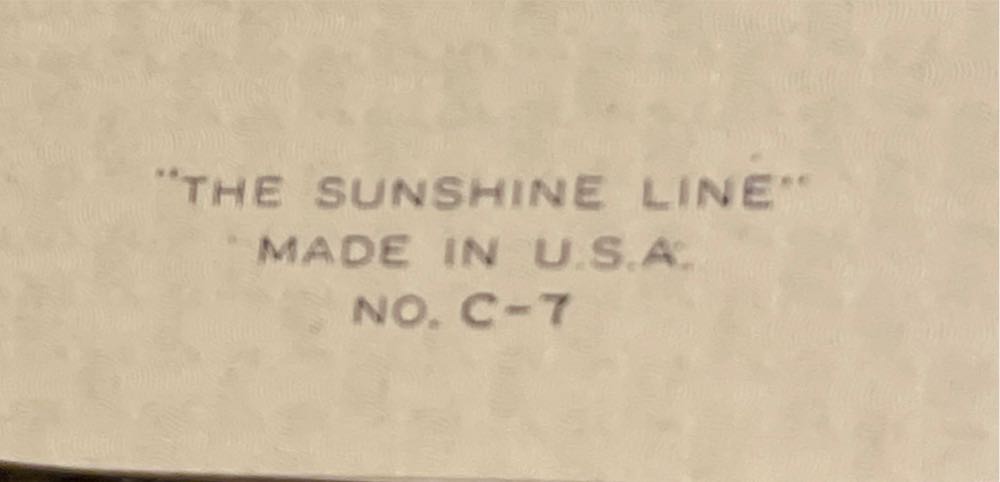 "THE SUNSHINE LINE"
MADE IN U.S.A.
NO. C-7